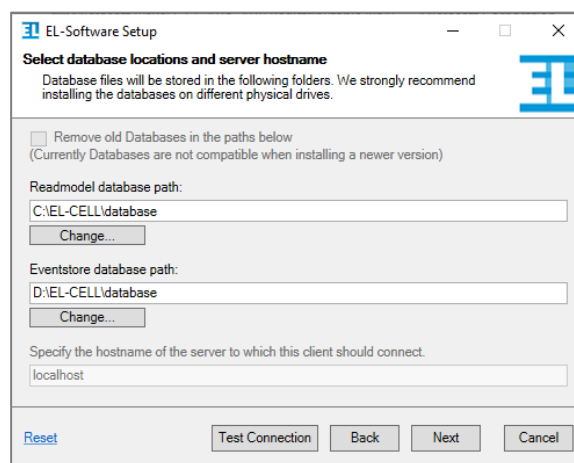 EL-Software Setup
Select database locations and server hostname
Database files will be stored in the following folders. We strongly recommend
installing the databases on different physical drives.
EL
Remove old Databases in the paths below
(Currently Databases are not compatible when installing a newer version)
Readmodel database path:
C:\EL-CELL\database
Change...
Eventstore database path:
D:\EL-CELL\database
Change...
Specify the hostname of the server to which this client should connect.
localhost
Reset Test Connection Back Next Cancel